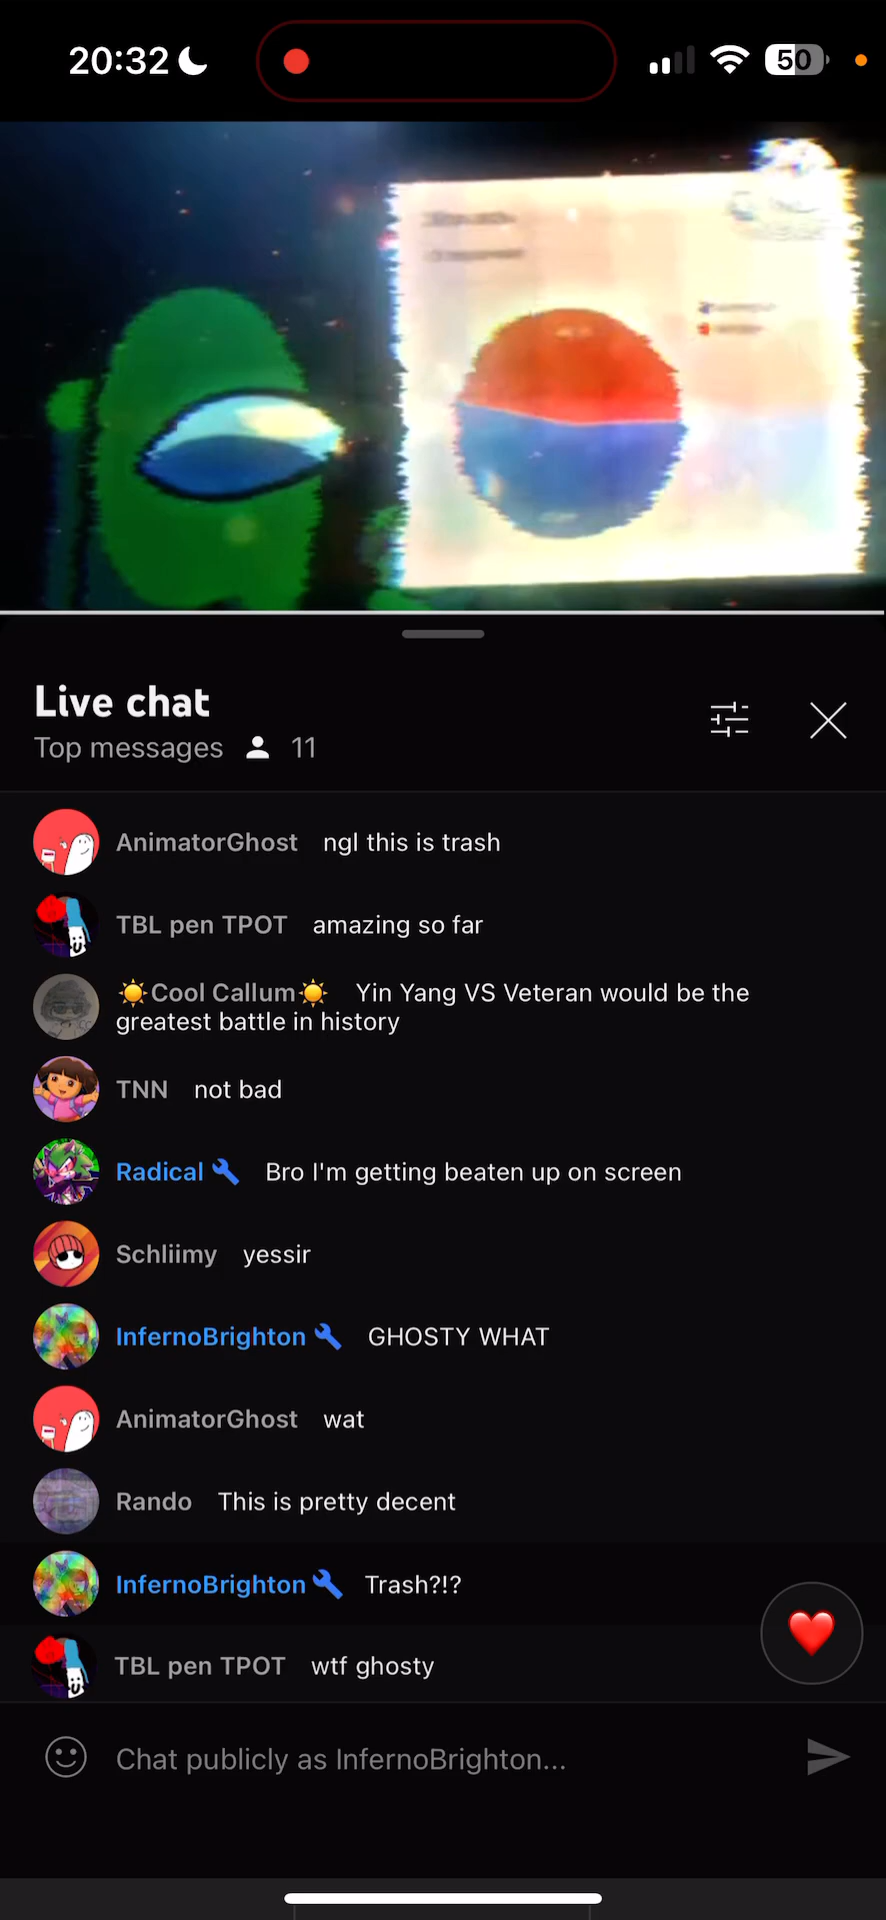 20:32
50
Live chat
Top messages 11
AnimatorGhost ngl this is trash
TBL pen TPOT amazing so far
☀️Cool Callum☀️ Yin Yang VS Veteran would be the
greatest battle in history
TNN not bad
Radical Bro I'm getting beaten up on screen
Schliimy yessir
InfernoBrighton GHOSTY WHAT
AnimatorGhost wat
Rando This is pretty decent
InfernoBrighton Trash?!?
TBL pen TPOT wtf ghosty
Chat publicly as InfernoBrighton...